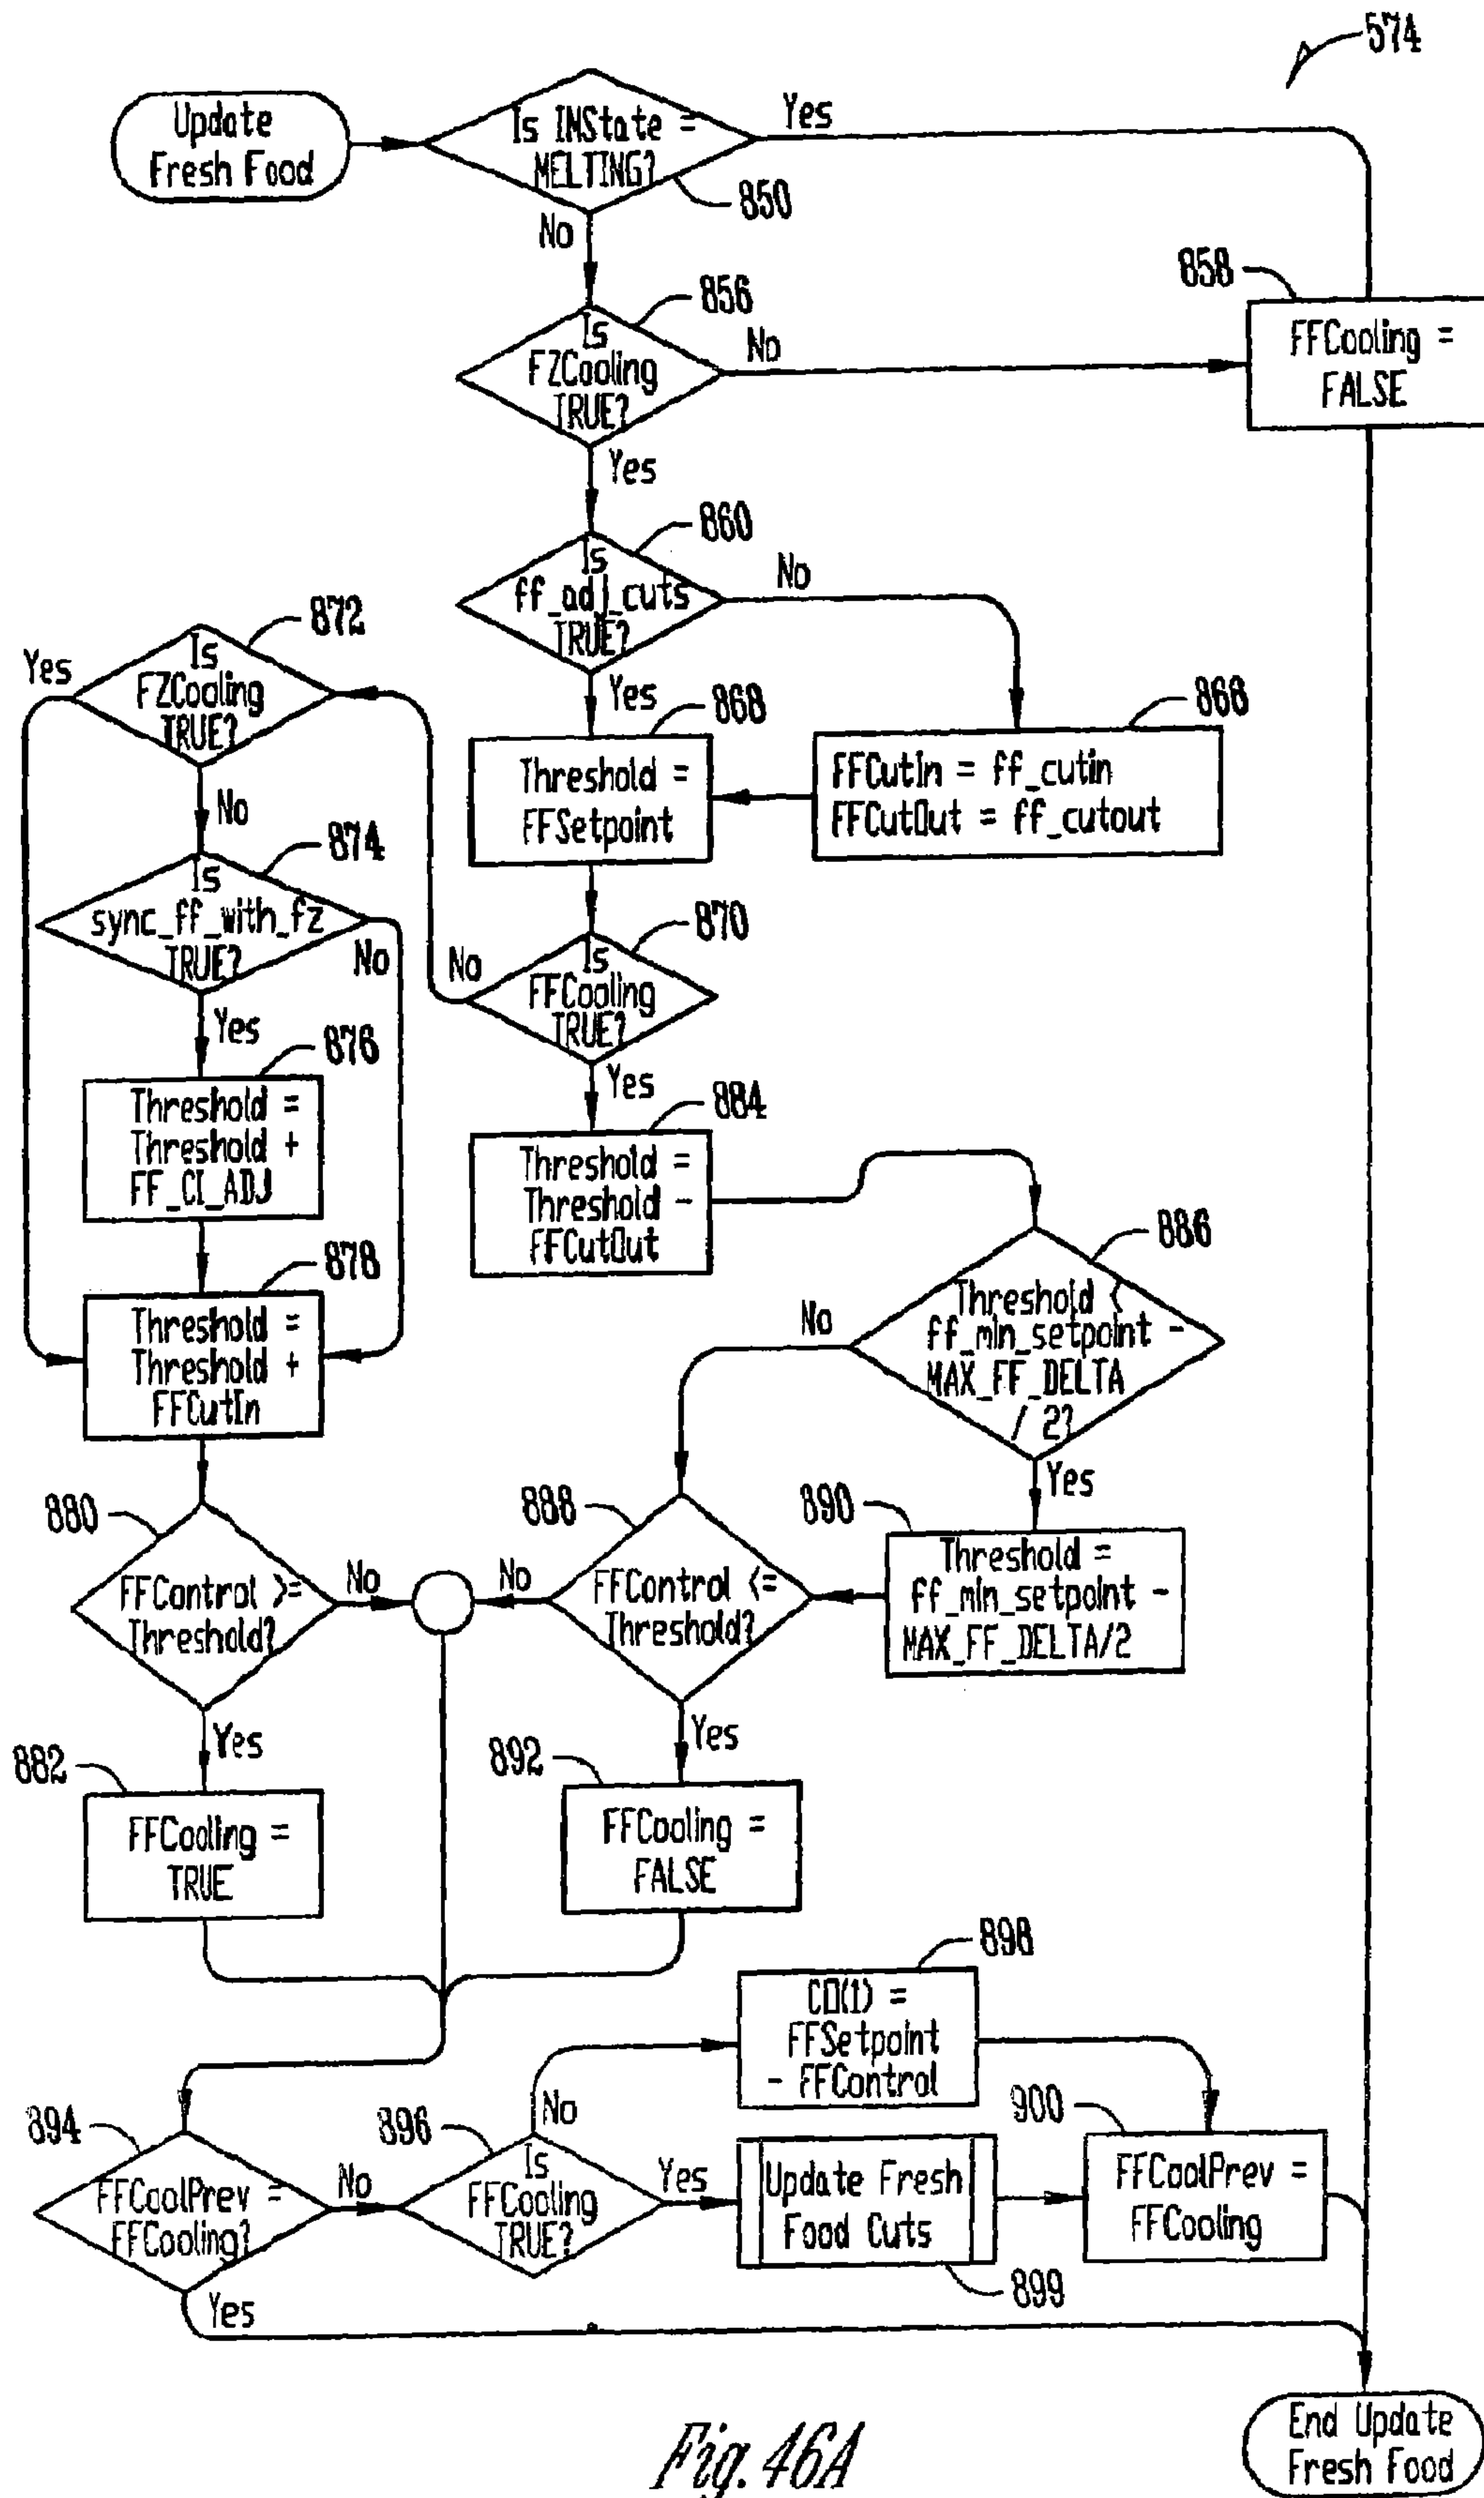 574
Update
Fresh Food
Is IMState =
MELTING?
Yes
850
No
858
856
Is
FZCooling
TRUE?
No
FFCooling =
FALSE
Yes
860
Is
ff_adj_cuts
TRUE?
No
872
Yes
Is
FZCooling
TRUE?
Yes
868
866
Threshold =
FFSetpoint
FFCutIn = ff_cutin
FFCutOut = ff_cutout
No
874
Is
sync_ff_with_fz
TRUE?
No
870
No
Is
FFCooling
TRUE?
Yes
876
Yes
884
Threshold =
Threshold +
FF_CI_ADJ
Threshold =
Threshold -
FFCutOut
886
878
Threshold =
Threshold +
FFCutIn
No
Threshold <
ff_min_setpoint -
MAX_FF_DELTA
/ 2?
Yes
880
888
890
FFControl >=
Threshold?
No
No
FFControl <=
Threshold?
Threshold =
ff_min_setpoint -
MAX_FF_DELTA/2
Yes
Yes
882
892
FFCooling =
TRUE
FFCooling =
FALSE
898
CO(1) =
FFSetpoint
- FFControl
No
894
896
900
FFCoolPrev =
FFCooling?
No
Is
FFCooling
TRUE?
Yes
Update Fresh
Food Cuts
FFCoolPrev =
FFCooling
899
Yes
End Update
Fresh Food
Fig. 46A